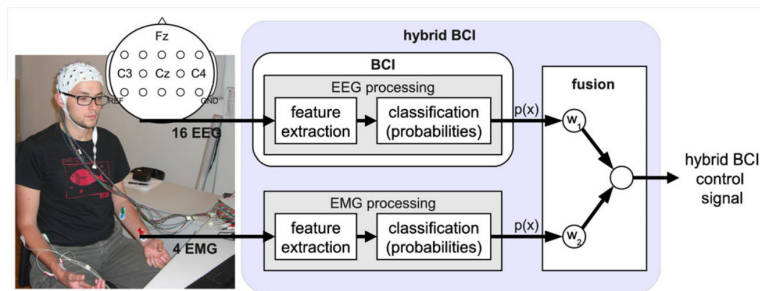 Fz
C3 Cz C4
REF GND
16 EEG
4 EMG
hybrid BCI
BCI
EEG processing
feature
extraction
classification
(probabilities)
p(x)
EMG processing
feature
extraction
classification
(probabilities)
p(x)
fusion
w1
w2
hybrid BCI
control
signal